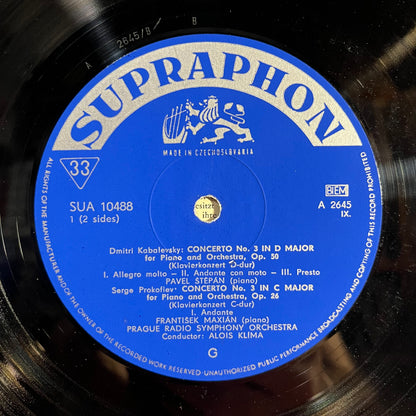 A 2645/B B
SUPRAPHON
MADE IN CZECHOSLOVAKIA
33
SUA 10488
1 (2 sides)
esitze
ihre
BIEM
A 2645
IX.
Dmitri Kabalevsky: CONCERTO No. 3 IN D MAJOR
for Piano and Orchestra, Op. 50
(Klavierkonzert D-dur)
I. Allegro molto – II. Andante con moto – III. Presto
PAVEL ŠTĚPÁN (piano)
Serge Prokofiev: CONCERTO No. 3 IN C MAJOR
for Piano and Orchestra, Op. 26
(Klavierkonzert C-dur)
I. Andante
FRANTIŠEK MAXIÁN (piano)
PRAGUE RADIO SYMPHONY ORCHESTRA
Conductor: ALOIS KLÍMA
G
ALL RIGHTS OF THE MANUFACTURER AND OF THE OWNER OF THE RECORDED WORK RESERVED·UNAUTHORIZED PUBLIC PERFORMANCE BROADCASTING AND COPYING OF THIS RECORD PROHIBITED